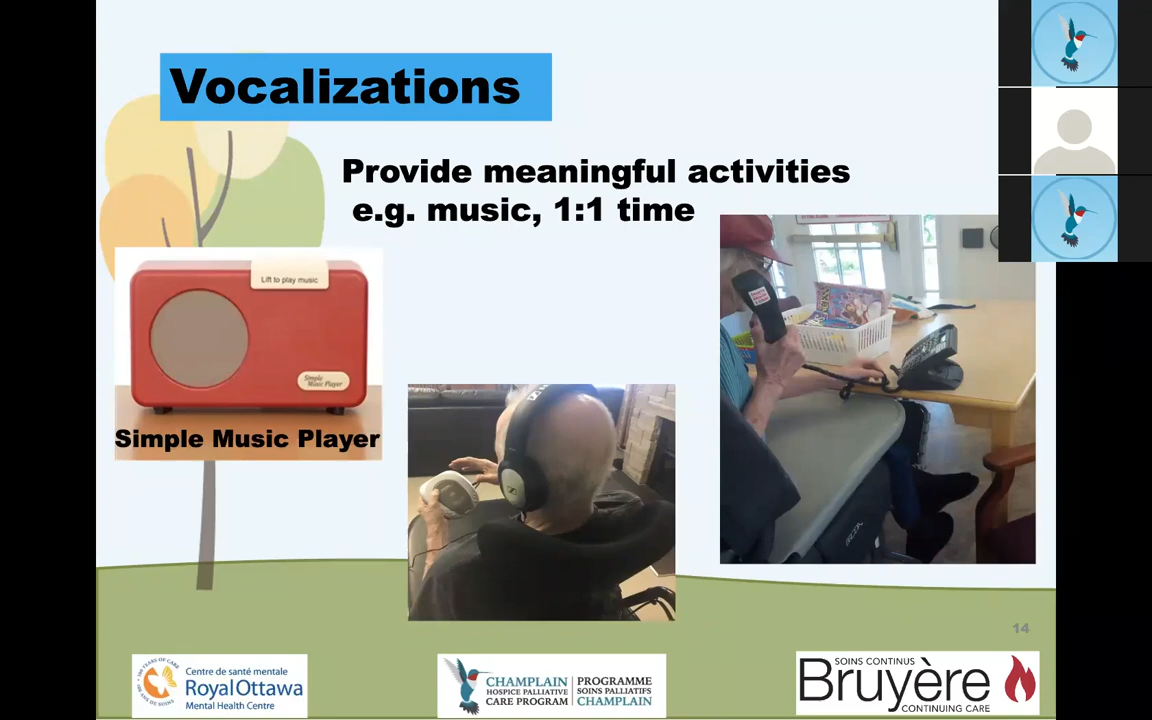 Vocalizations
Provide meaningful activities
e.g. music, 1:1 time
Lift to play music
Simple
Music Player
Simple Music Player
14
Centre de santé mentale
Royal Ottawa
Mental Health Centre
CHAMPLAIN
HOSPICE PALLIATIVE
CARE PROGRAM
PROGRAMME
SOINS PALLIATIFS
CHAMPLAIN
SOINS CONTINUS
Bruyère
CONTINUING CARE